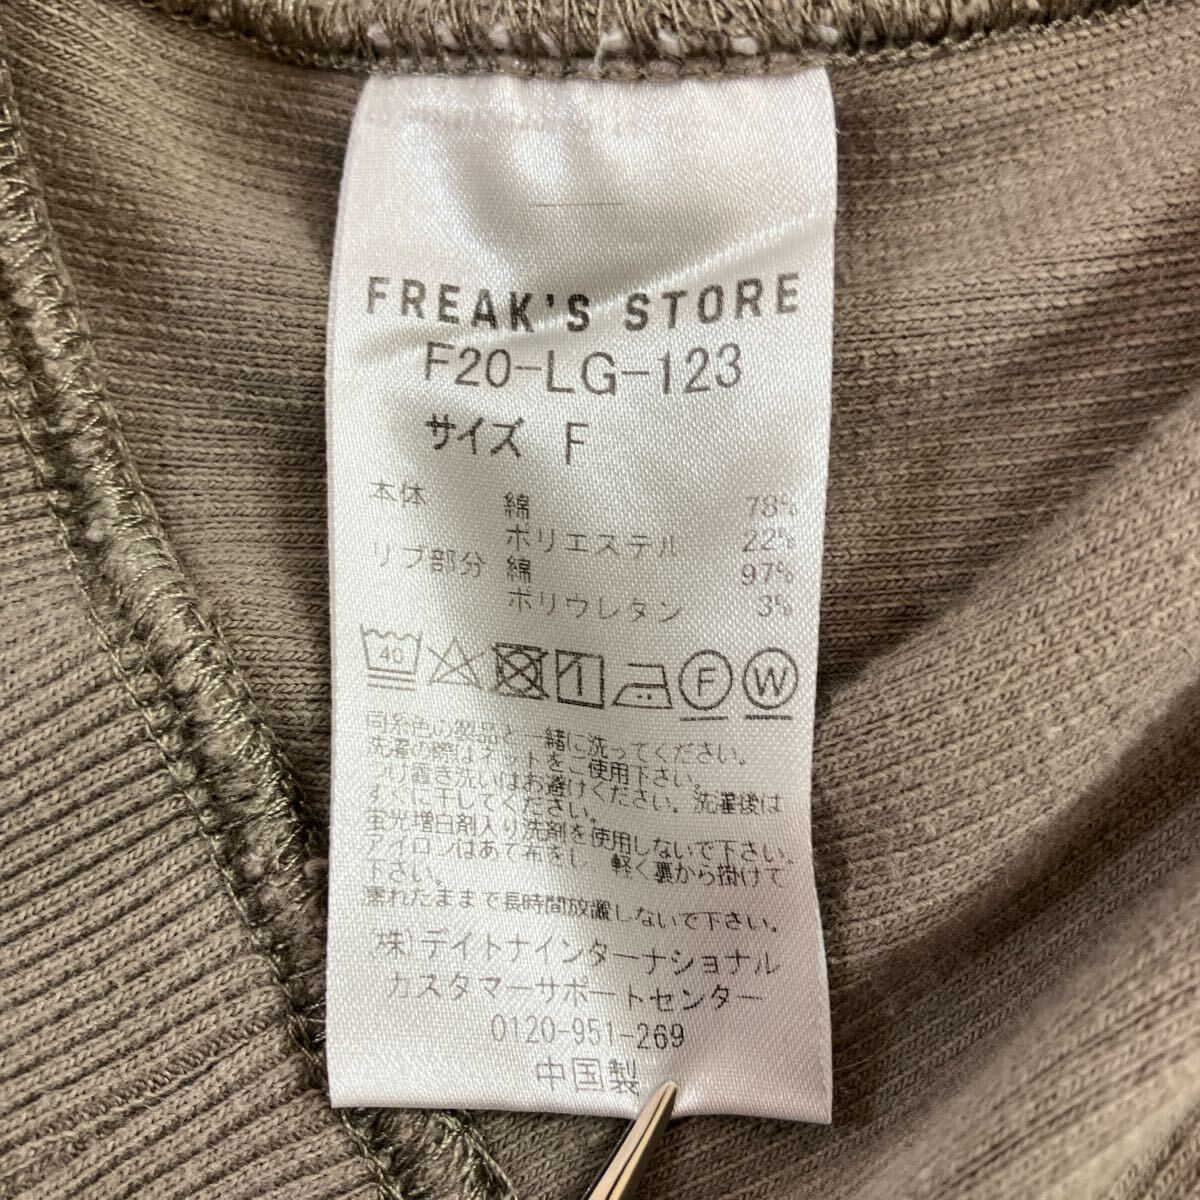 FREAK'S STORE
F20-LG-123
サイズ F
本体 綿 78%
ポリエステル 22%
リブ部分 綿 97%
ポリウレタン 3%
40 F W
同系色の製品と一緒に洗ってください。
洗濯の際はネットをご使用下さい。
つけ置き洗いはお避けください。洗濯後は
すぐに干してください。
蛍光増白剤入り洗剤を使用しないで下さい。
アイロンはあて布をし 軽く裏から掛けて
下さい。
濡れたままで長時間放置しないで下さい。
(株)デイトナインターナショナル
カスタマーサポートセンター
0120-951-269
中国製